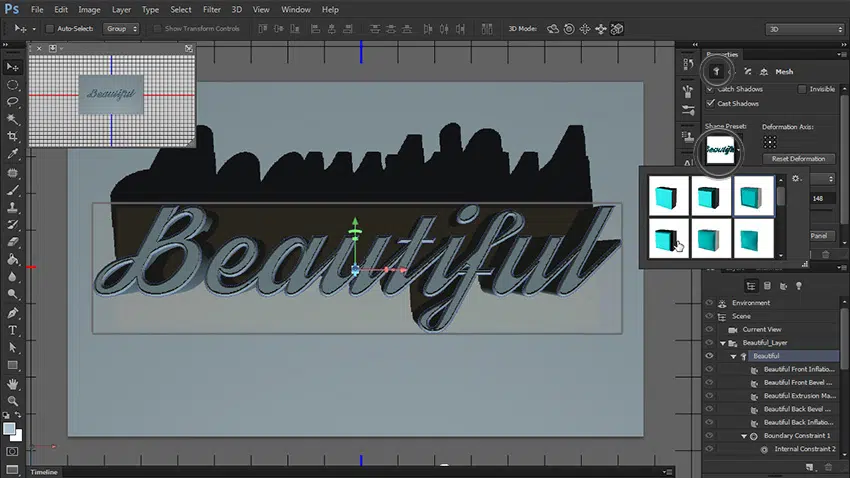 Ps File Edit Image Layer Type Select Filter 3D View Window Help
Auto-Select: Group Show Transform Controls 3D Mode: 3D
Properties
Mesh
Catch Shadows Invisible
Cast Shadows
Shape Preset: Deformation Axis:
Reset Deformation
148
Panel
Beautiful
Beautiful
Environment
Scene
Current View
Beautiful_Layer
Beautiful
Beautiful Front Inflatio...
Beautiful Front Bevel ...
Beautiful Extrusion Ma...
Beautiful Back Bevel ...
Beautiful Back Inflatio...
Boundary Constraint 1
Internal Constraint 2
Timeline